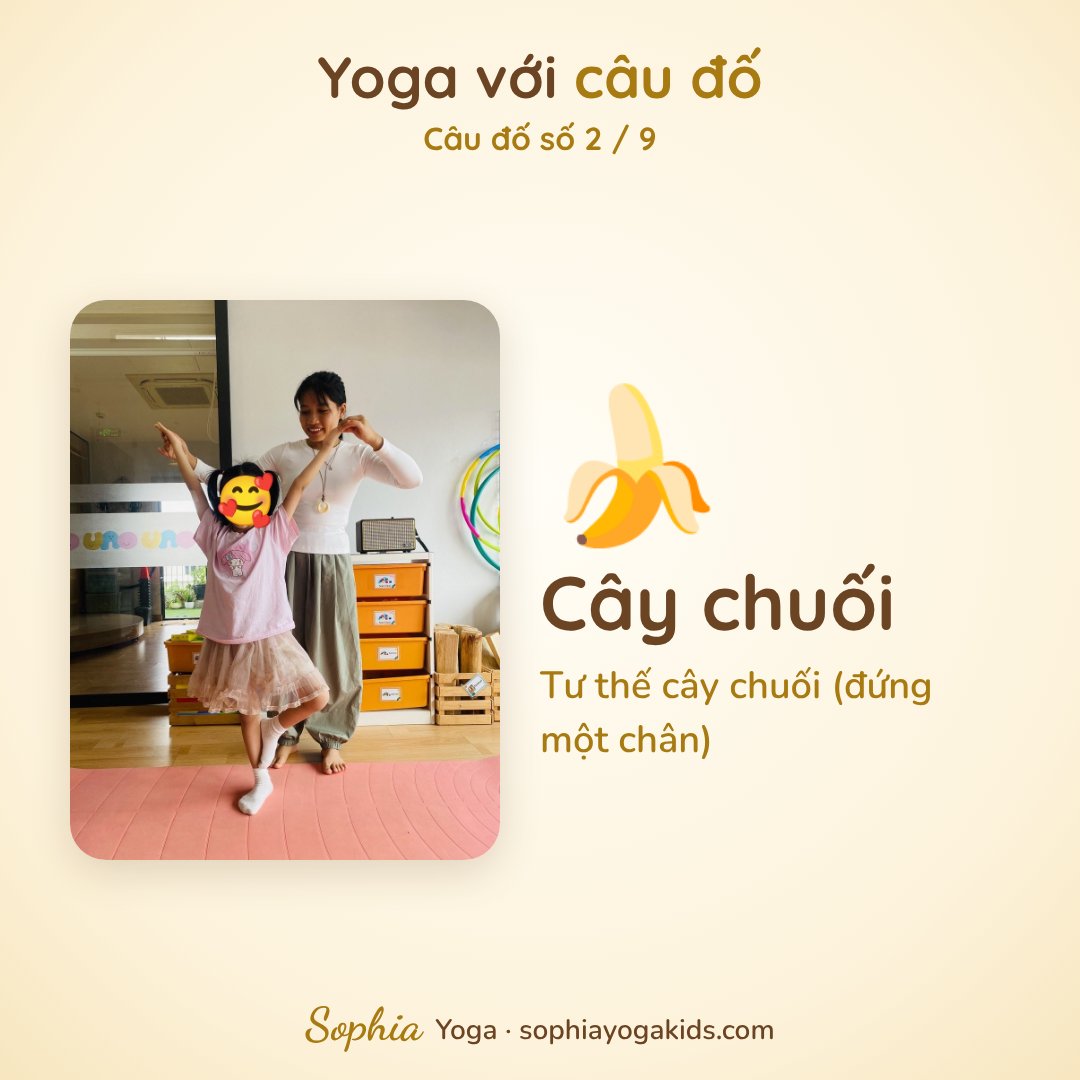 Yoga với câu đố
Câu đố số 2 / 9
Cây chuối
Tư thế cây chuối (đứng
một chân)
Sophia Yoga · sophiayogakids.com